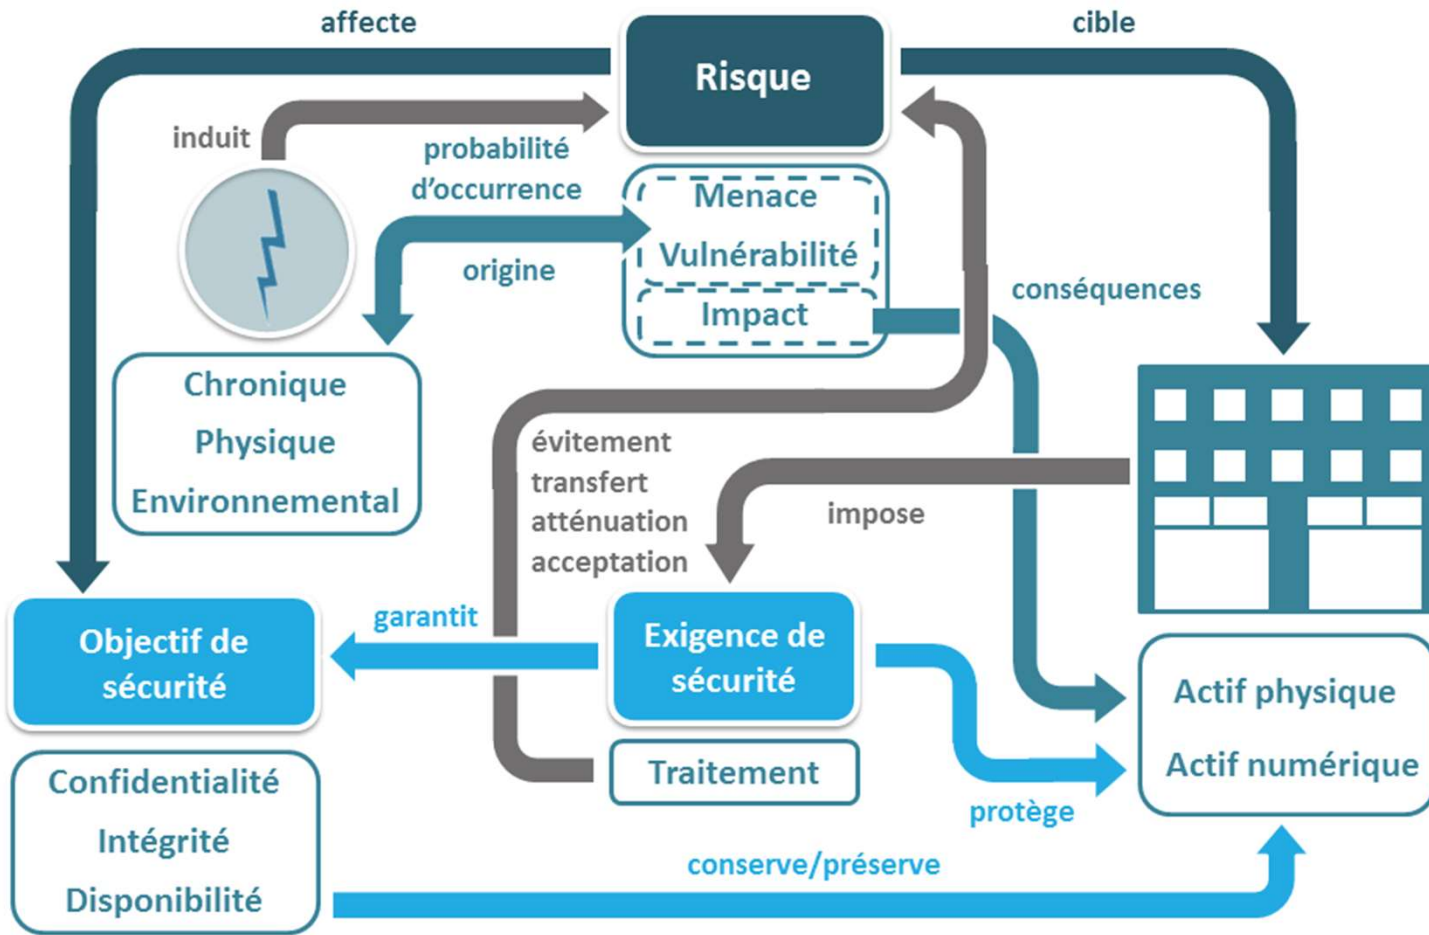 affecte
cible
Risque
induit
probabilité
d’occurrence
Menace
Vulnérabilité
origine
Impact
conséquences
Chronique
Physique
Environnemental
évitement
transfert
atténuation
acceptation
impose
garantit
Objectif de
sécurité
Exigence de
sécurité
Actif physique
Actif numérique
Traitement
protège
Confidentialité
Intégrité
Disponibilité
conserve/préserve